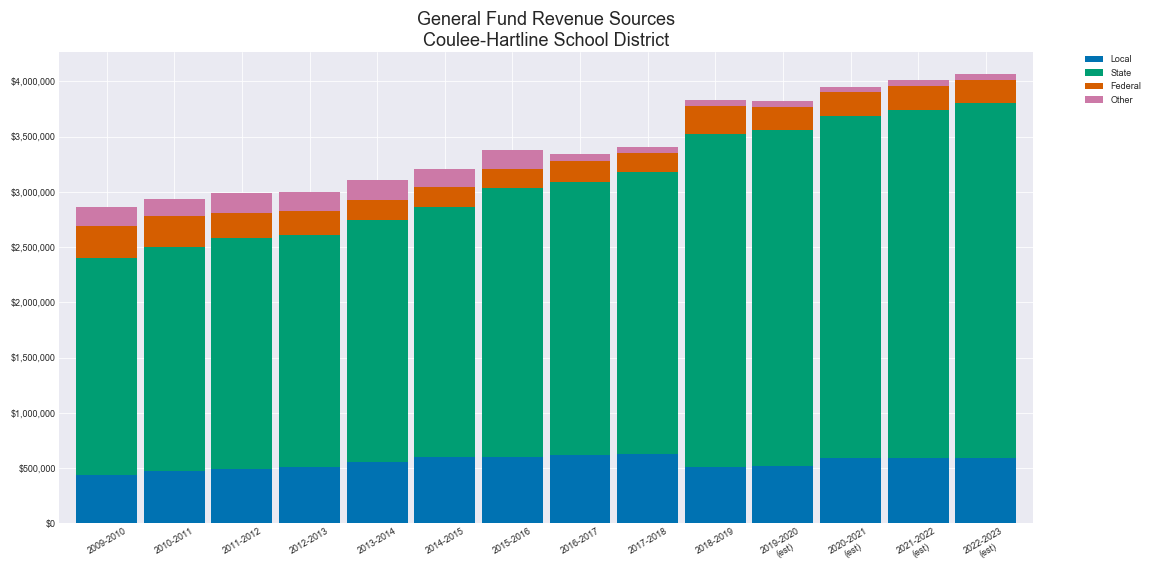 General Fund Revenue Sources
Coulee-Hartline School District
Local
State
Federal
Other
$4,000,000
$3,500,000
$3,000,000
$2,500,000
$2,000,000
$1,500,000
$1,000,000
$500,000
$0
2009-2010
2010-2011
2011-2012
2012-2013
2013-2014
2014-2015
2015-2016
2016-2017
2017-2018
2018-2019
2019-2020
(est)
2020-2021
(est)
2021-2022
(est)
2022-2023
(est)